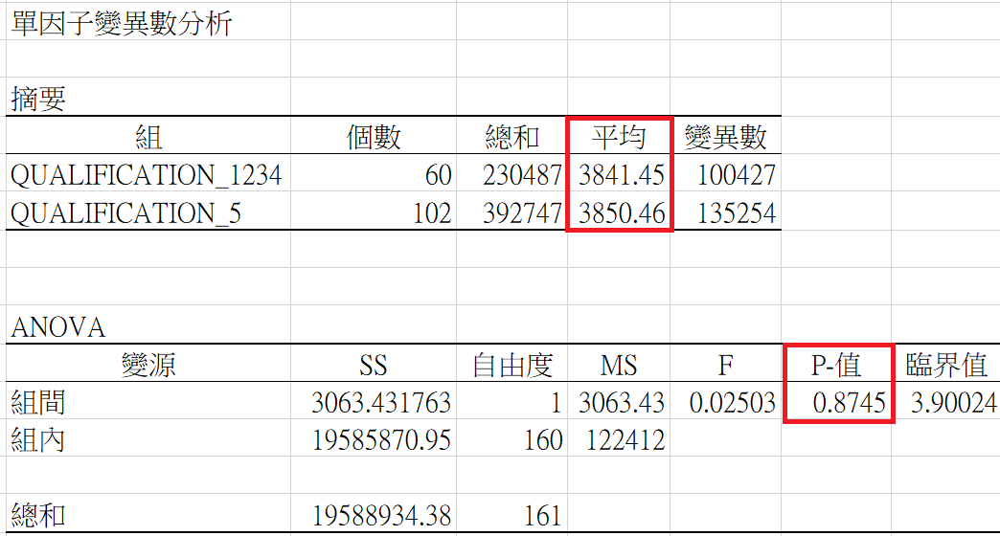 單因子變異數分析
摘要
組 個數 總和 平均 變異數
QUALIFICATION_1234 60 230487 3841.45 100427
QUALIFICATION_5 102 392747 3850.46 135254
ANOVA
變源 SS 自由度 MS F P-值 臨界值
組間 3063.431763 1 3063.43 0.02503 0.8745 3.90024
組內 19585870.95 160 122412
總和 19588934.38 161